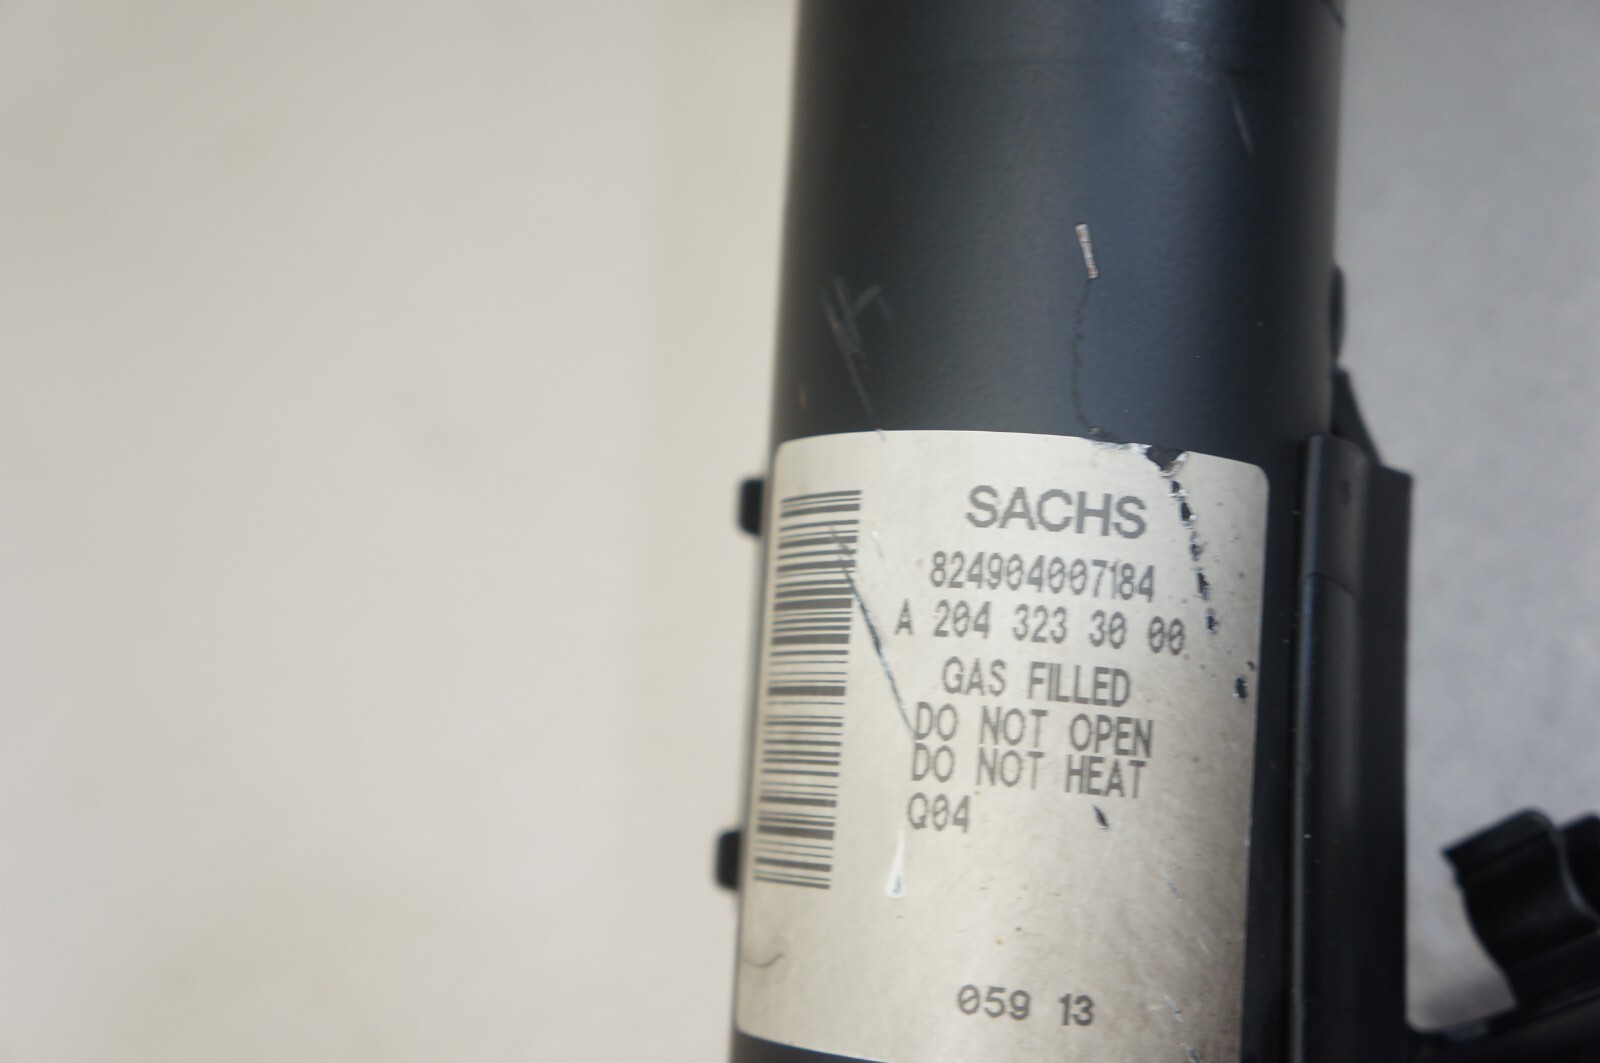 SACHS
824904007184
A 204 323 30 00
GAS FILLED
DO NOT OPEN
DO NOT HEAT
Q04
059 13